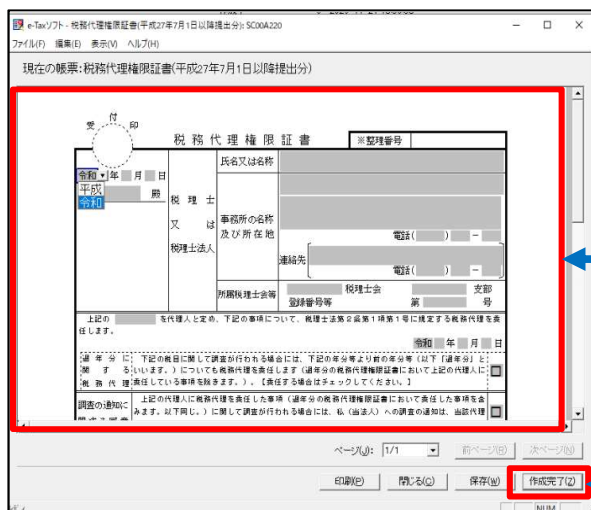 e-Taxソフト - 税務代理権限証書(平成27年7月1日以降提出分): SC00A220
ファイル(F) 編集(E) 表示(V) ヘルプ(H)
現在の帳票:税務代理権限証書(平成27年7月1日以降提出分)
受 付 印
税 務 代 理 権 限 証 書
※整理番号
令和 年 月 日
平成
令和
殿
税 理 士
又 は
税理士法人
氏名又は名称
事務所の名称
及び所在地
電話( ) －
連絡先
電話( ) －
所属税理士会等
税理士会 支部
登録番号等 第 号
上記の を代理人と定め、下記の事項について、税理士法第2条第1項第1号に規定する税務代理を委
任します。
令和 年 月 日
過 年 分 に
関 す る
税 務 代 理
下記の税目に関して調査が行われる場合には、下記の年分等より前の年分等（以下「過年分」と
いいます。）についても税務代理を委任します（過年分の税務代理権限証書において上記の代理人に
委任している事項を除きます。）。【委任する場合はチェックしてください。】
調査の通知に
上記の代理人に税務代理を委任した事項（過年分の税務代理権限証書において委任した事項を含
みます。以下同じ。）に関して調査が行われる場合には、私（当法人）への調査の通知は、当該代理
ページ(J): 1/1 前ページ(B) 次ページ(N)
印刷(P) 閉じる(C) 保存(W) 作成完了(Z)
NUM